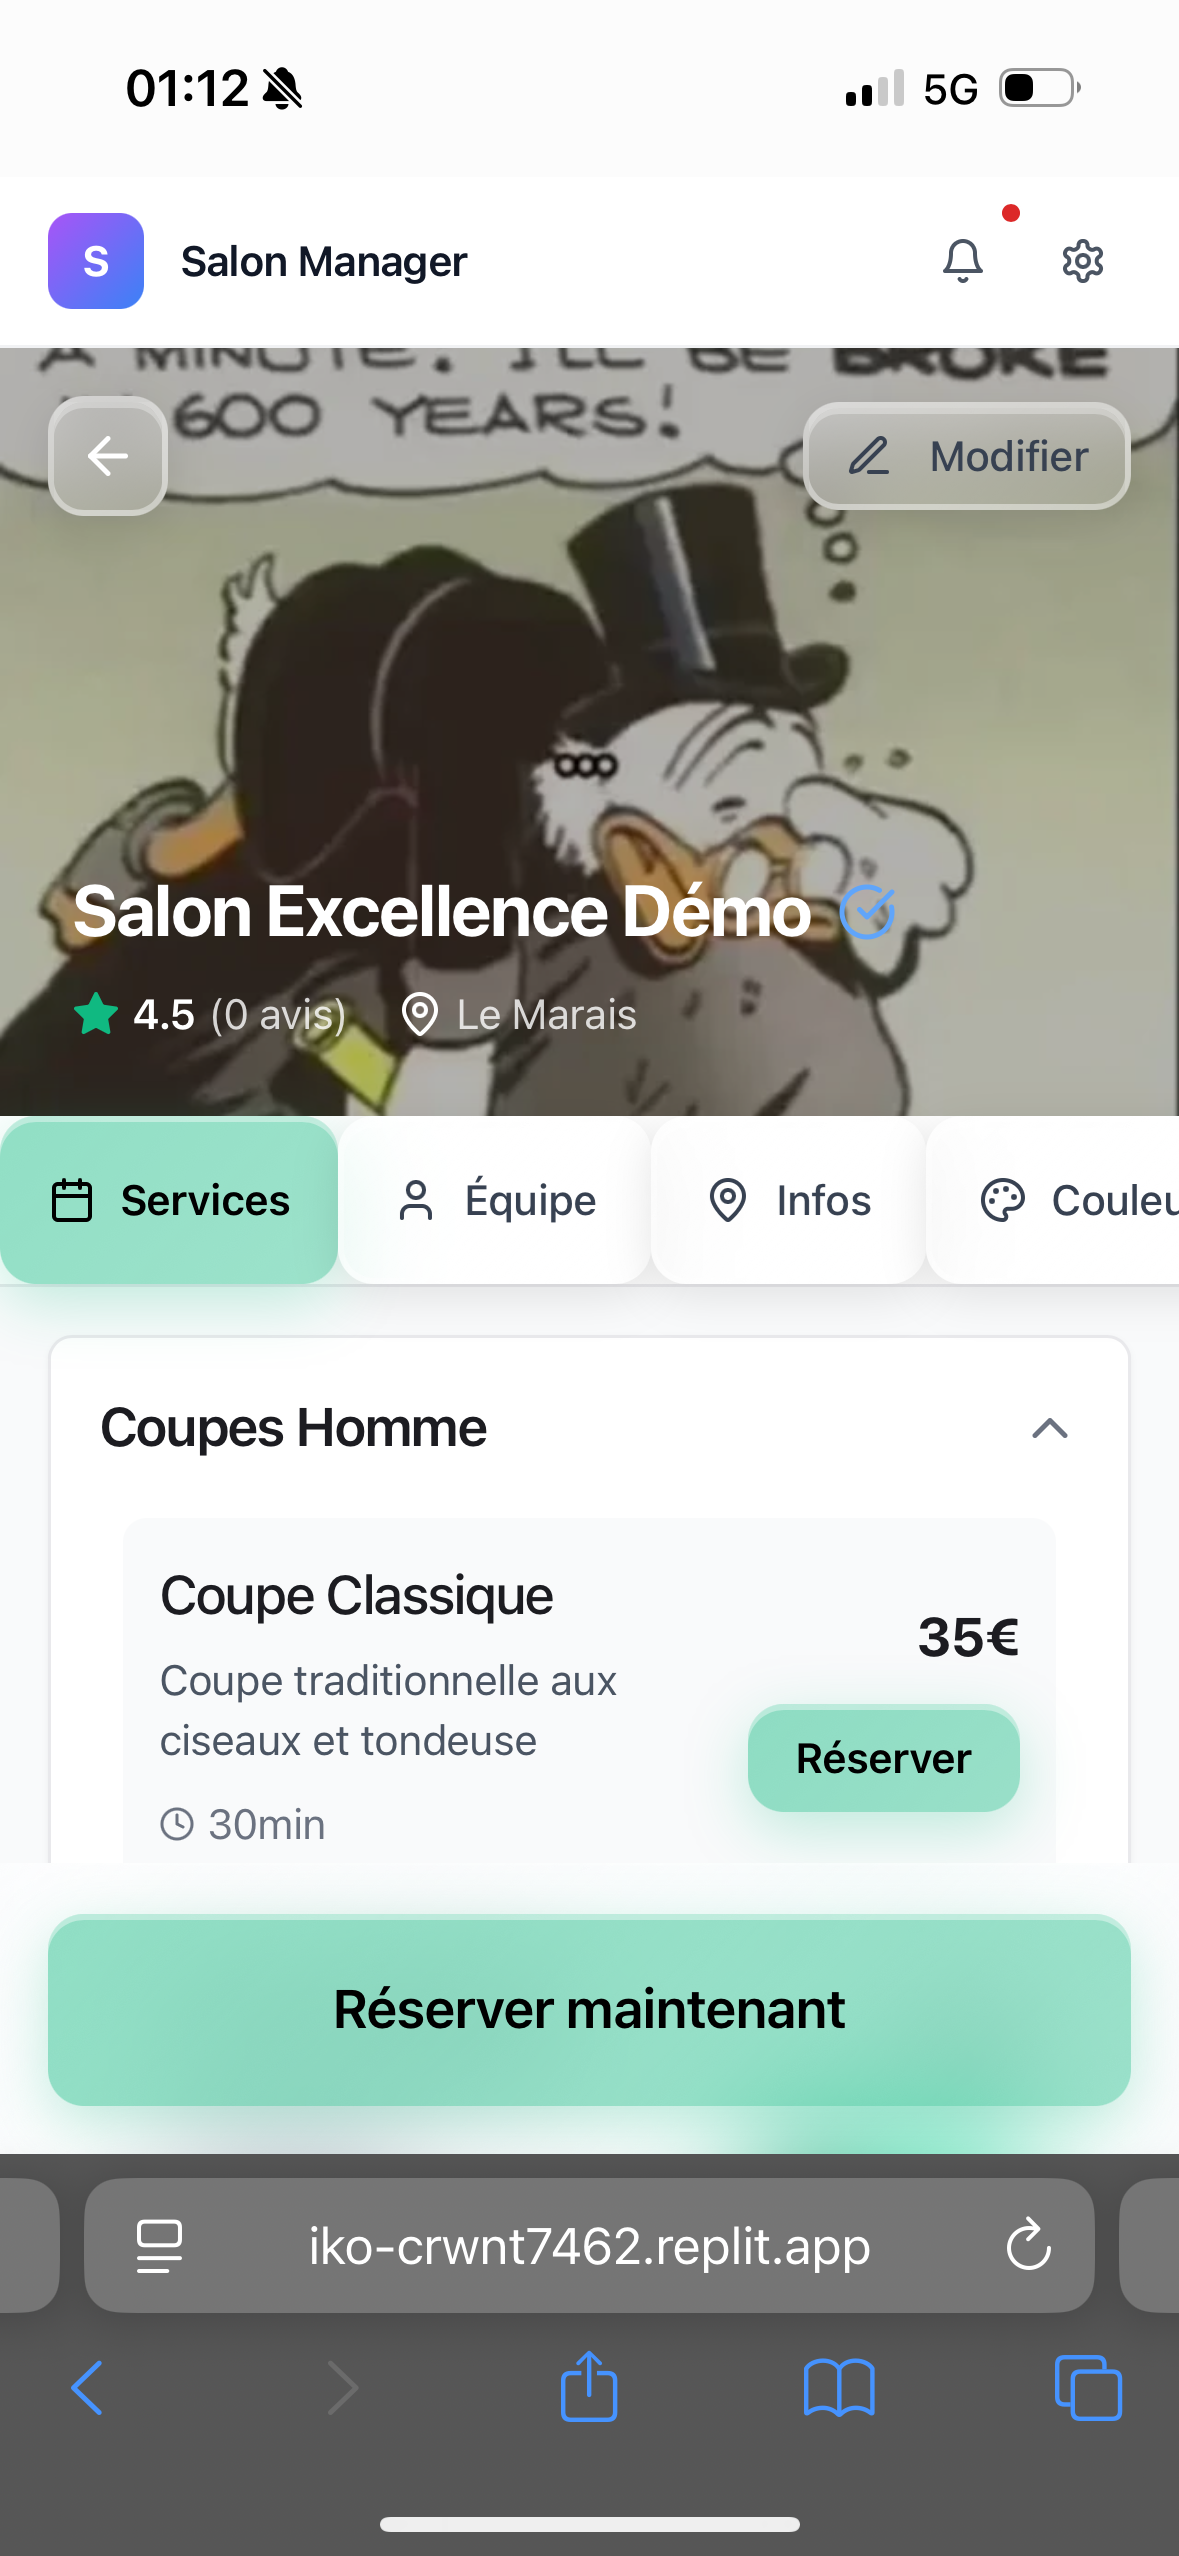 01:12
5G
S
Salon Manager
A MINUTE. I'LL BE BROKE
600 YEARS!
Modifier
Salon Excellence Démo
4.5 (0 avis)
Le Marais
Services
Équipe
Infos
Couleu
Coupes Homme
Coupe Classique
35€
Coupe traditionnelle aux
ciseaux et tondeuse
Réserver
30min
Réserver maintenant
iko-crwnt7462.replit.app